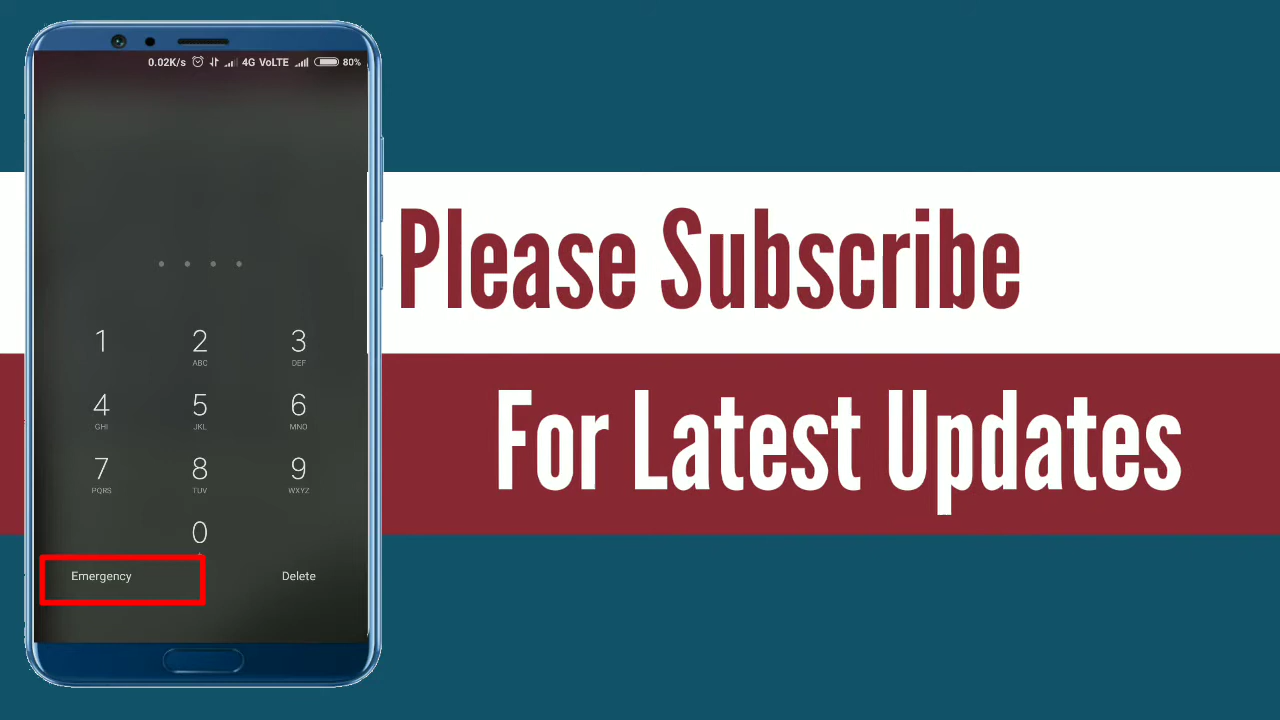 0.02K/s 4G VoLTE 80%
Please Subscribe
For Latest Updates
1 2 3
ABC DEF
4 5 6
GHI JKL MNO
7 8 9
PQRS TUV WXYZ
0
Emergency Delete